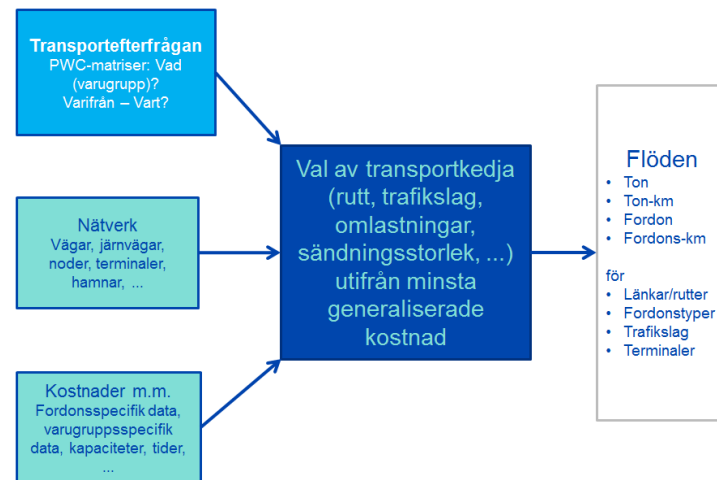 Transportefterfrågan
PWC-matriser: Vad
(varugrupp)?
Varifrån – Vart?
Nätverk
Vägar, järnvägar,
noder, terminaler,
hamnar, ...
Kostnader m.m.
Fordonsspecifik data,
varugruppsspecifik
data, kapaciteter, tider,
...
Val av transportkedja
(rutt, trafikslag,
omlastningar,
sändningsstorlek, ...)
utifrån minsta
generaliserade
kostnad
Flöden
• Ton
• Ton-km
• Fordon
• Fordons-km
för
• Länkar/rutter
• Fordonstyper
• Trafikslag
• Terminaler